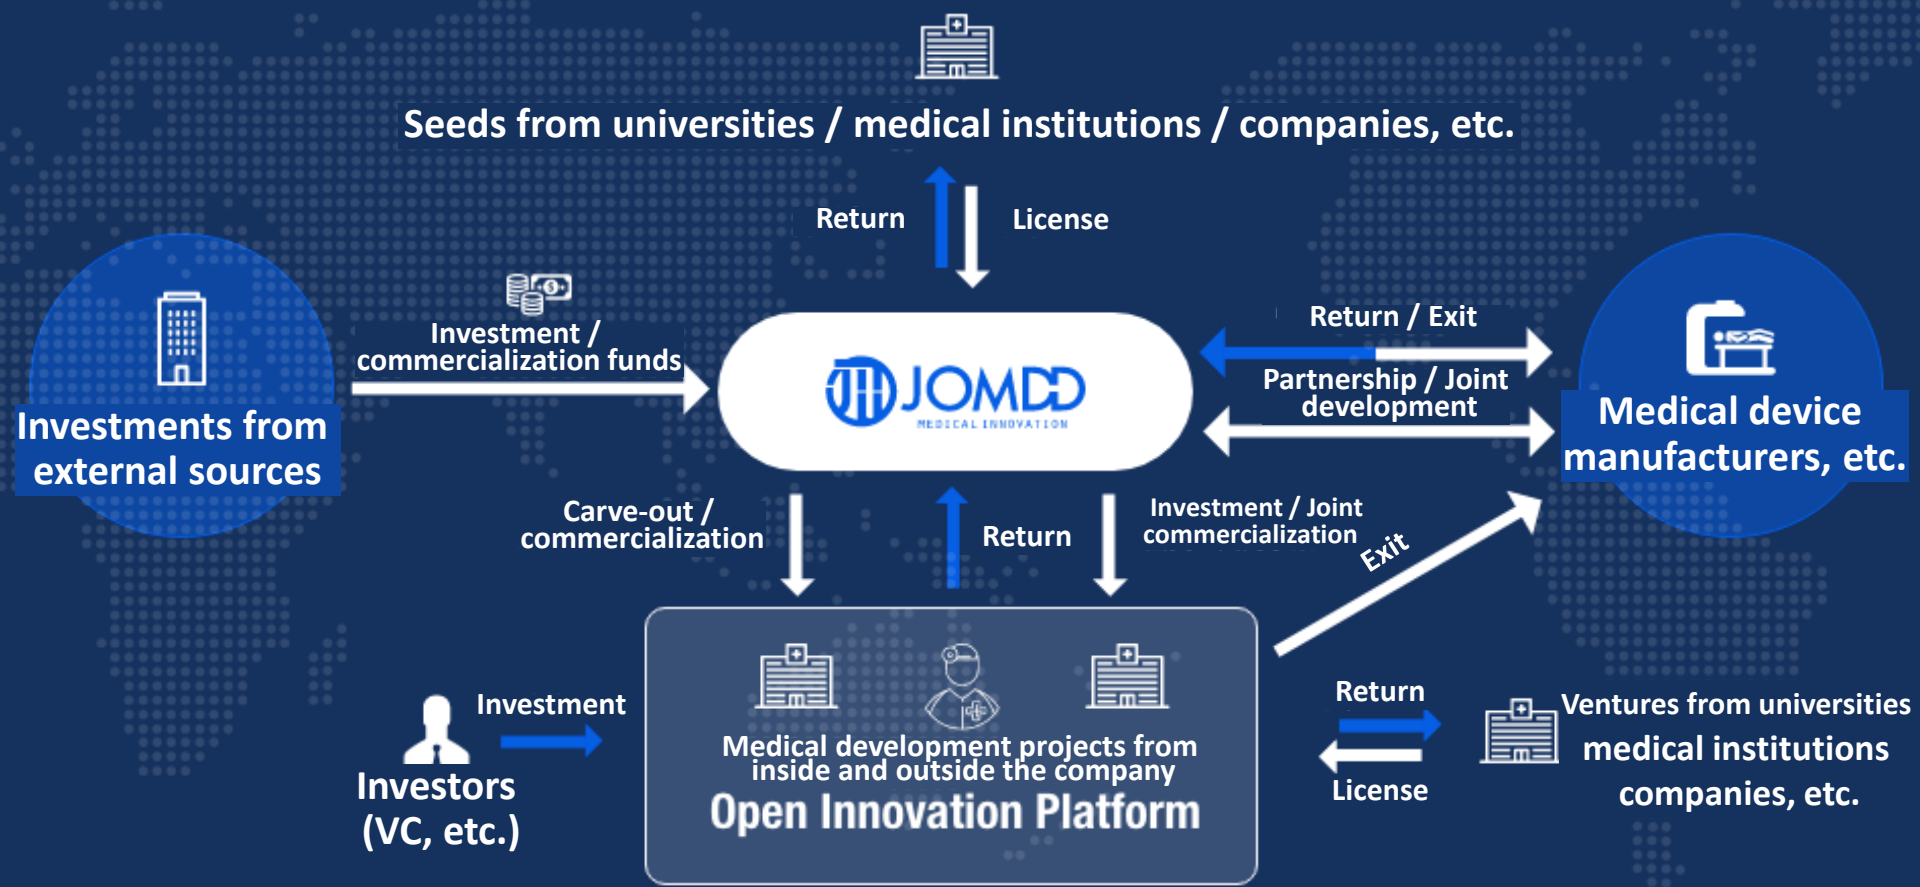 Seeds from universities / medical institutions / companies, etc.
Return
License
Investment /
commercialization funds
Investments from
external sources
JOMDD
MEDICAL INNOVATION
Return / Exit
Partnership / Joint
development
Medical device
manufacturers, etc.
Carve-out /
commercialization
Return
Investment / Joint
commercialization
Exit
Investment
Investors
(VC, etc.)
Medical development projects from
inside and outside the company
Open Innovation Platform
Return
License
Ventures from universities
medical institutions
companies, etc.